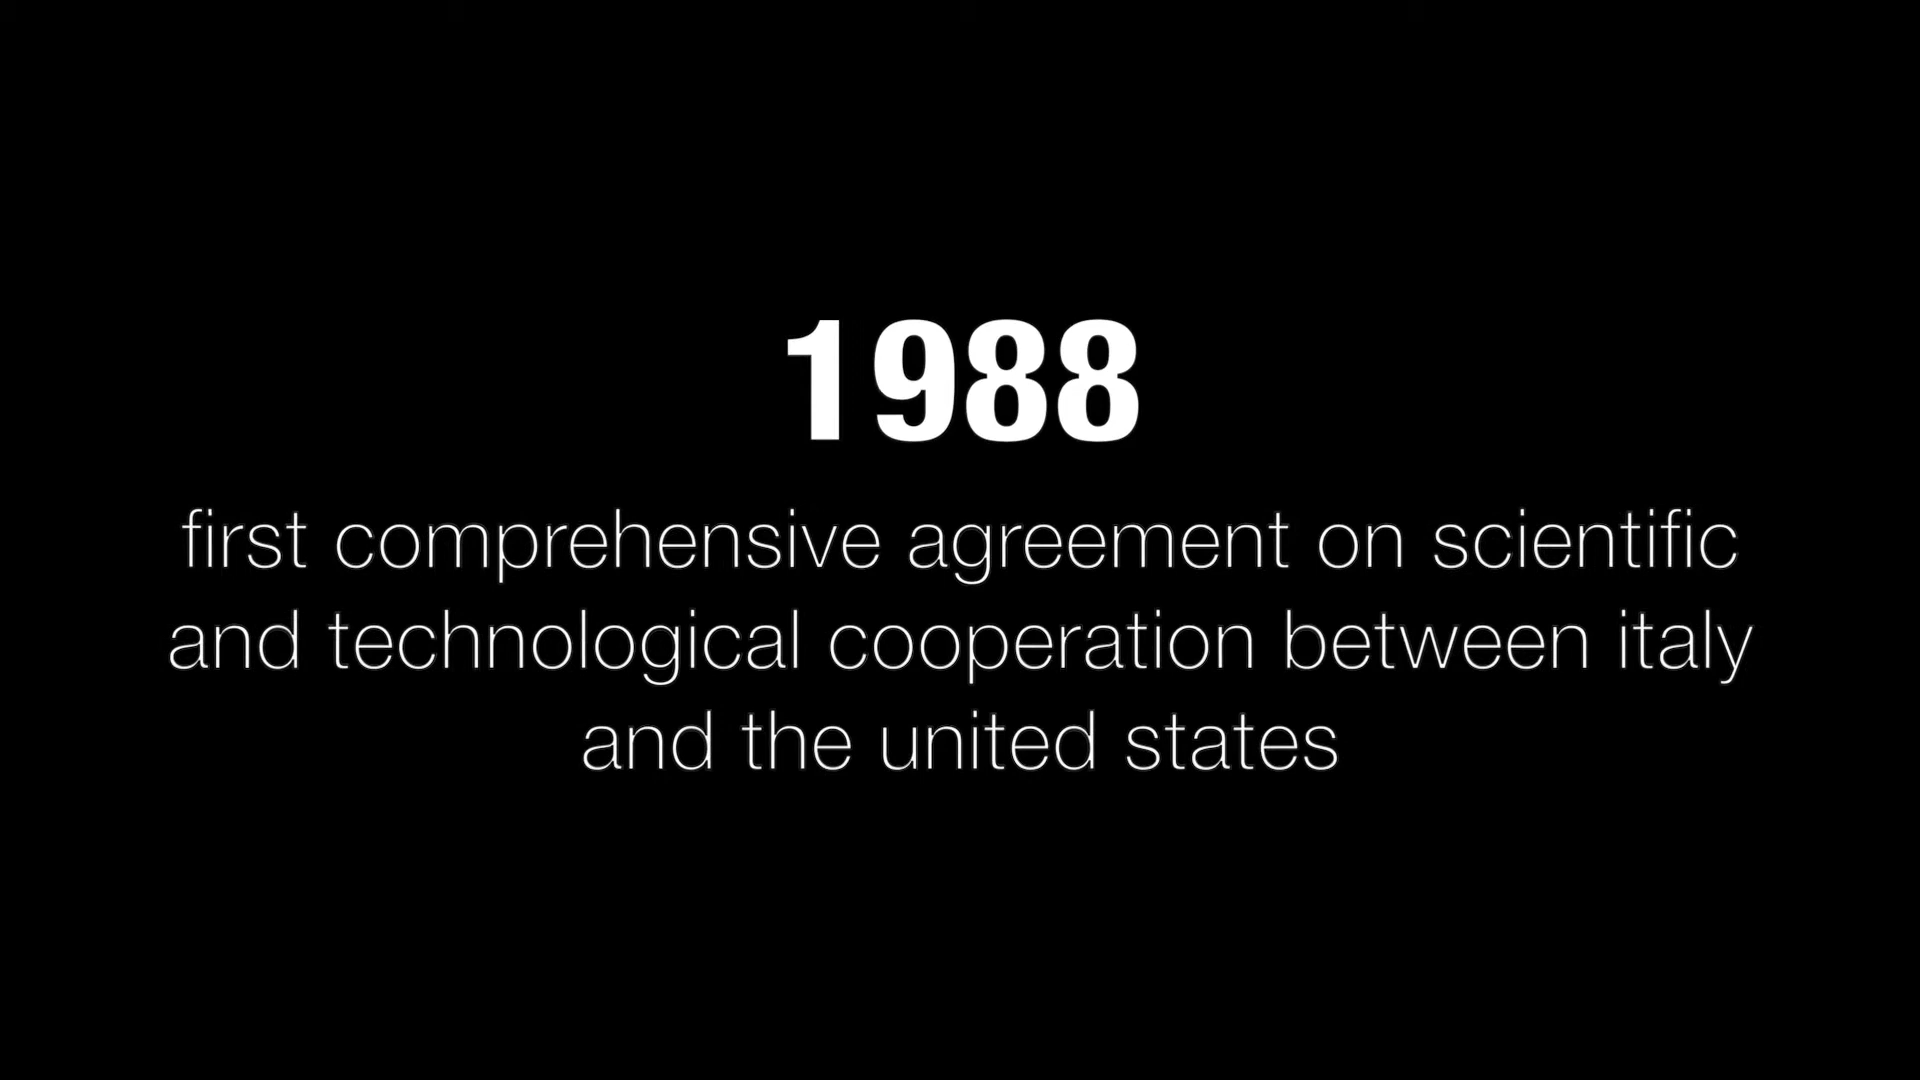 1988
first comprehensive agreement on scientific
and technological cooperation between italy
and the united states